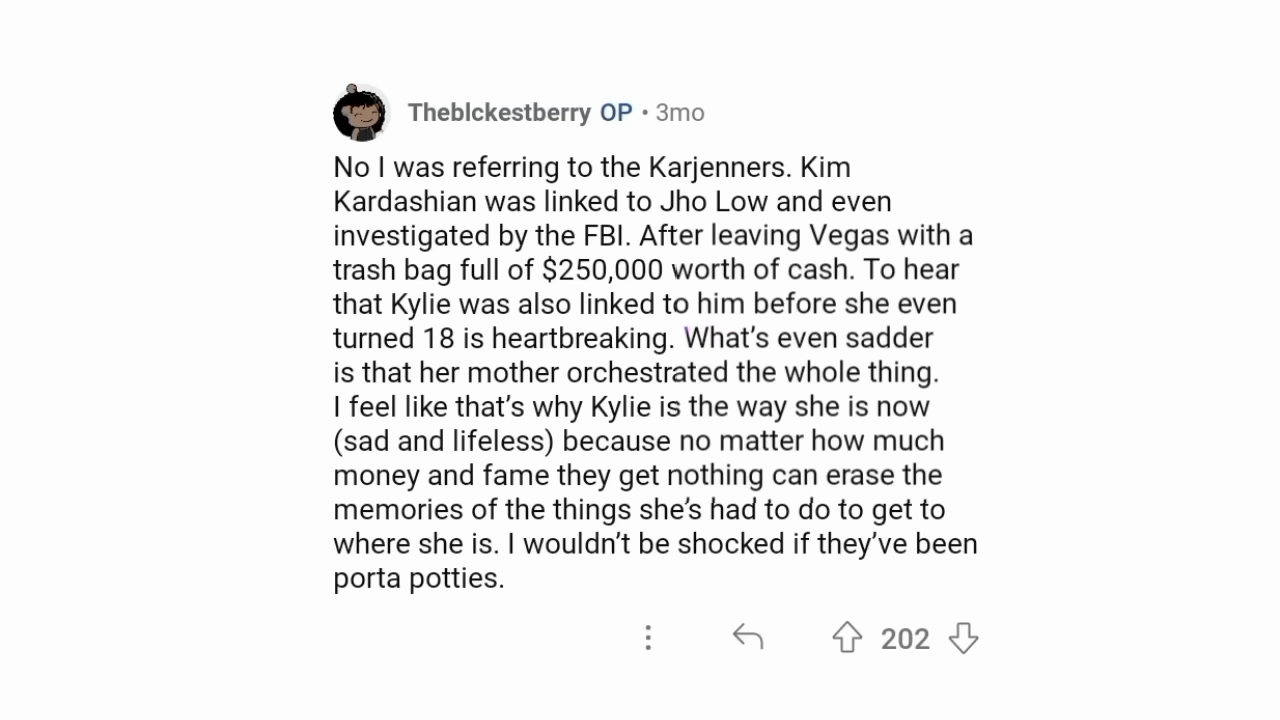 Theblckestberry OP · 3mo
No I was referring to the Karjenners. Kim
Kardashian was linked to Jho Low and even
investigated by the FBI. After leaving Vegas with a
trash bag full of $250,000 worth of cash. To hear
that Kylie was also linked to him before she even
turned 18 is heartbreaking. What's even sadder
is that her mother orchestrated the whole thing.
I feel like that's why Kylie is the way she is now
(sad and lifeless) because no matter how much
money and fame they get nothing can erase the
memories of the things she's had to do to get to
where she is. I wouldn't be shocked if they've been
porta potties.
202